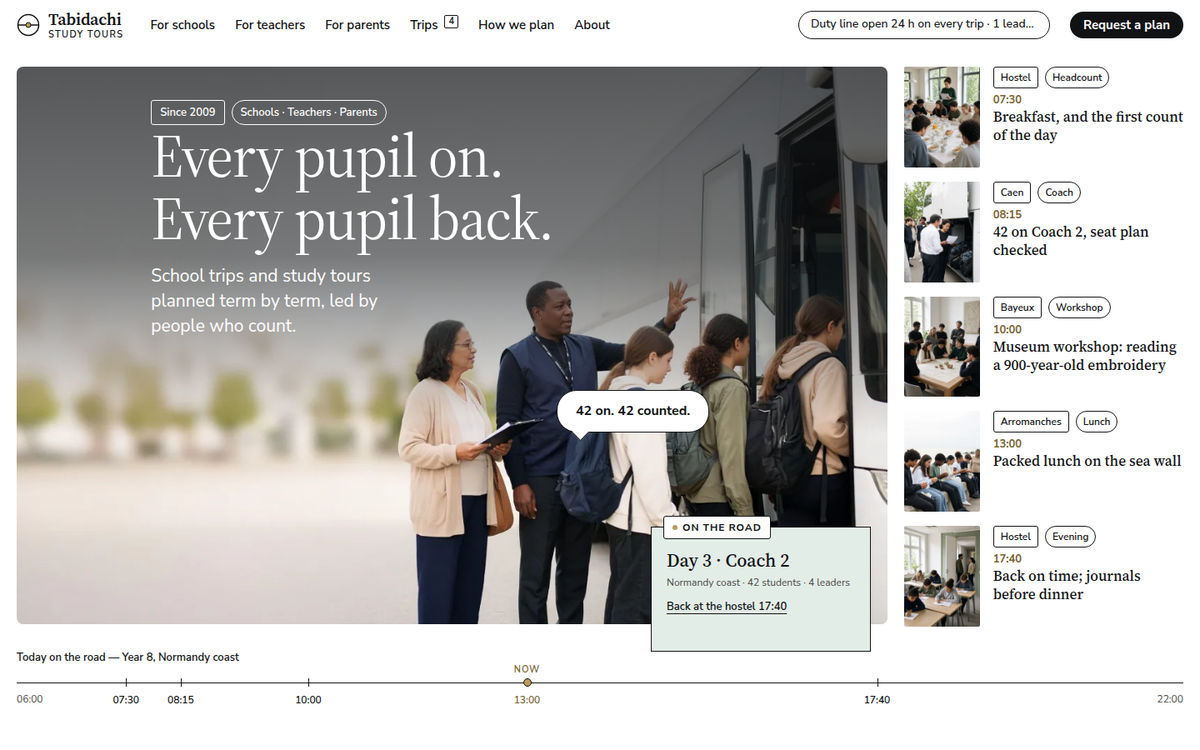 Tabidachi
STUDY TOURS
For schools
For teachers
For parents
Trips 4
How we plan
About
Duty line open 24 h on every trip · 1 lead…
Request a plan
Since 2009
Schools · Teachers · Parents
Every pupil on.
Every pupil back.
School trips and study tours
planned term by term, led by
people who count.
42 on. 42 counted.
ON THE ROAD
Day 3 · Coach 2
Normandy coast · 42 students · 4 leaders
Back at the hostel 17:40
Hostel
Headcount
07:30
Breakfast, and the first count
of the day
Caen
Coach
08:15
42 on Coach 2, seat plan
checked
Bayeux
Workshop
10:00
Museum workshop: reading
a 900-year-old embroidery
Arromanches
Lunch
13:00
Packed lunch on the sea wall
Hostel
Evening
17:40
Back on time; journals
before dinner
Today on the road — Year 8, Normandy coast
NOW
06:00
07:30
08:15
10:00
13:00
17:40
22:00